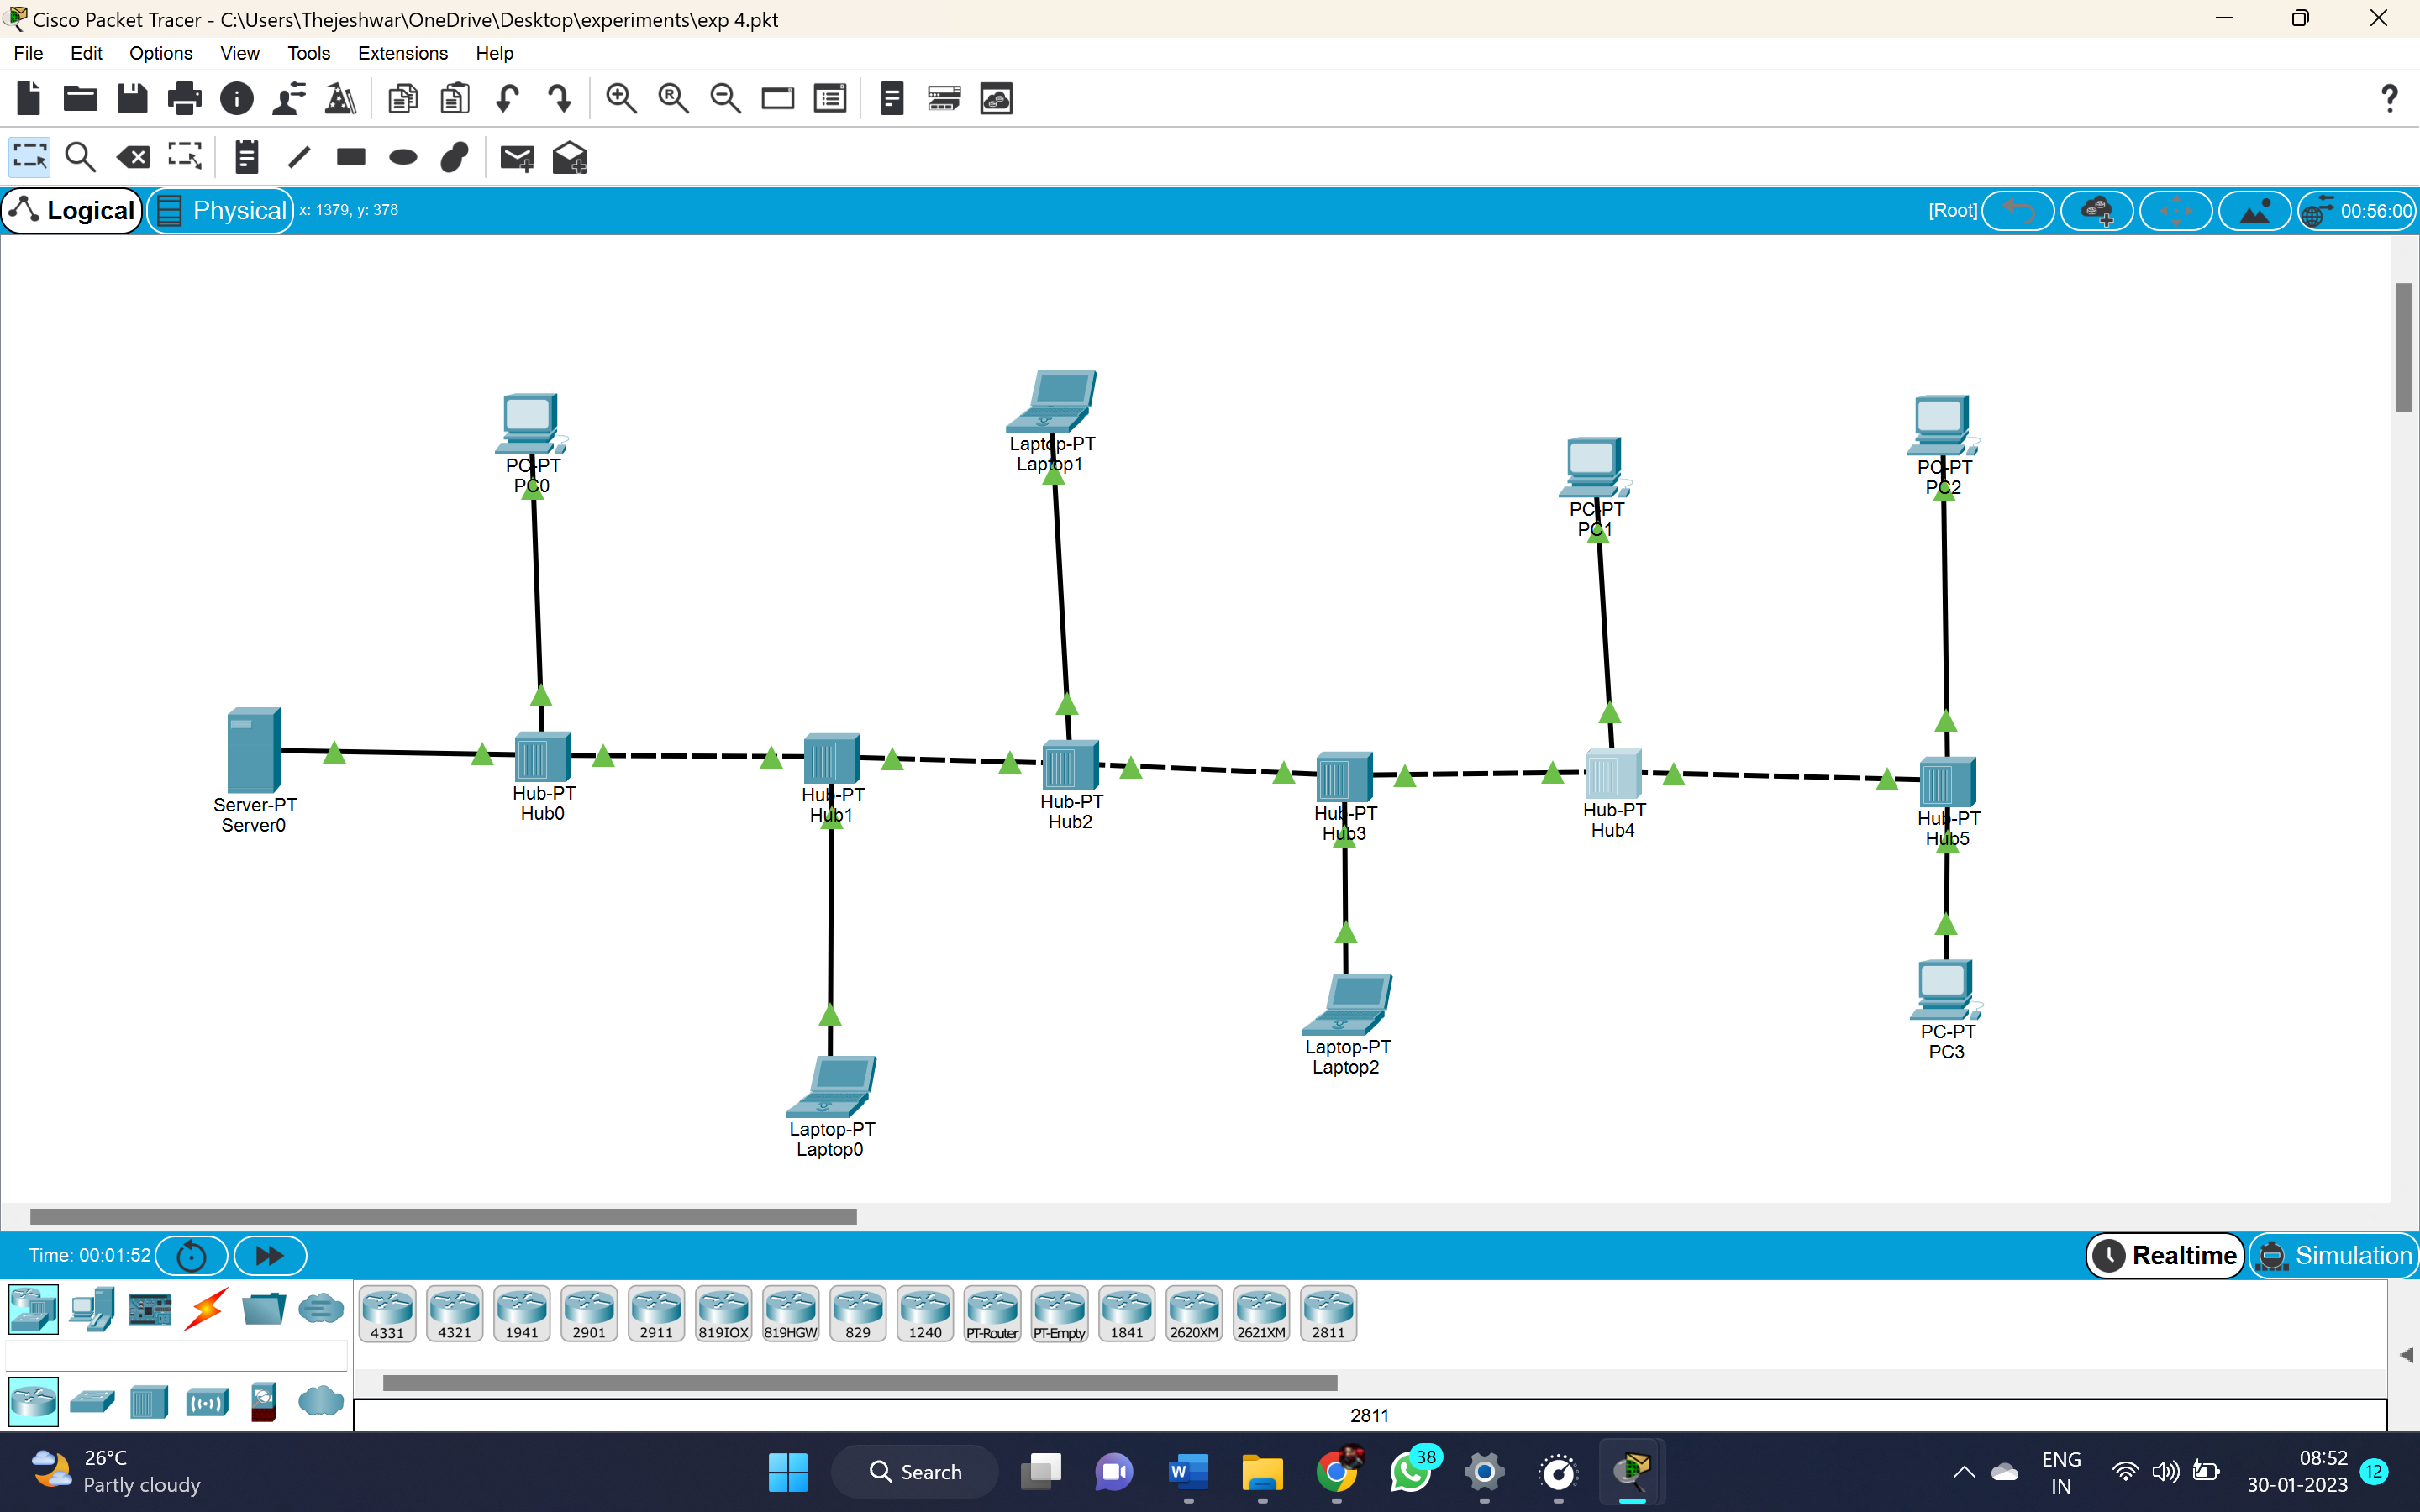 Cisco Packet Tracer - C:\Users\Thejeshwar\OneDrive\Desktop\experiments\exp 4.pkt
File Edit Options View Tools Extensions Help
Logical Physical x: 1379, y: 378 [Root] 00:56:00
Laptop-PT
Laptop1
PC-PT
PC0
PC-PT
PC2
PC-PT
PC1
Server-PT
Server0
Hub-PT
Hub0
Hub-PT
Hub1
Hub-PT
Hub2
Hub-PT
Hub3
Hub-PT
Hub4
Hub-PT
Hub5
PC-PT
PC3
Laptop-PT
Laptop2
Laptop-PT
Laptop0
Time: 00:01:52 Realtime Simulation
4331 4321 1941 2901 2911 819IOX 819HGW 829 1240 PT-Router PT-Empty 1841 2620XM 2621XM 2811
2811
26°C
Partly cloudy
Search
38
ENG
IN
08:52
30-01-2023
12